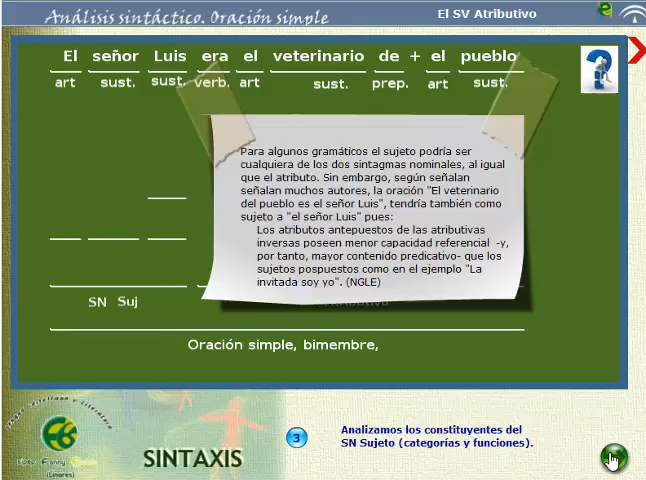 Análisis sintáctico. Oración simple
El SV Atributivo
El señor Luis era el veterinario de + el pueblo
art sust. sust. verb. art sust. prep. art sust.
Para algunos gramáticos el sujeto podría ser
cualquiera de los dos sintagmas nominales, al igual
que el atributo. Sin embargo, según señalan
señalan muchos autores, la oración "El veterinario
del pueblo es el señor Luis", tendría también como
sujeto a "el señor Luis" pues:
Los atributos antepuestos de las atributivas
inversas poseen menor capacidad referencial -y,
por tanto, mayor contenido predicativo- que los
sujetos pospuestos como en el ejemplo "La
invitada soy yo". (NGLE)
SN Suj
Oración simple, bimembre,
SINTAXIS
(Linares)
3
Analizamos los constituyentes del
SN Sujeto (categorías y funciones).